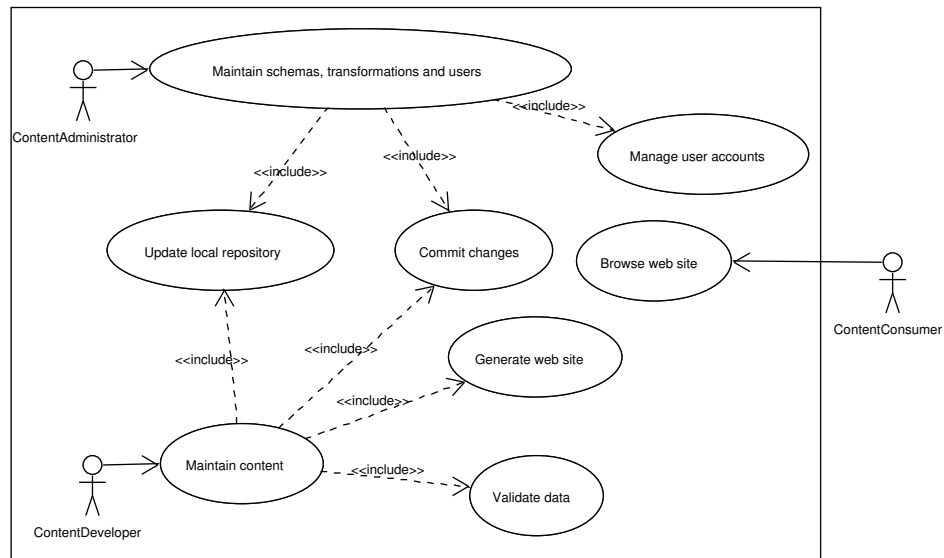 Maintain schemas, transformations and users
<<include>>
ContentAdministrator
Manage user accounts
<<include>>
<<include>>
Update local repository
Commit changes
Browse web site
ContentConsumer
<<include>>
<<include>>
Generate web site
<<include>>
Maintain content
<<include>>
Validate data
ContentDeveloper